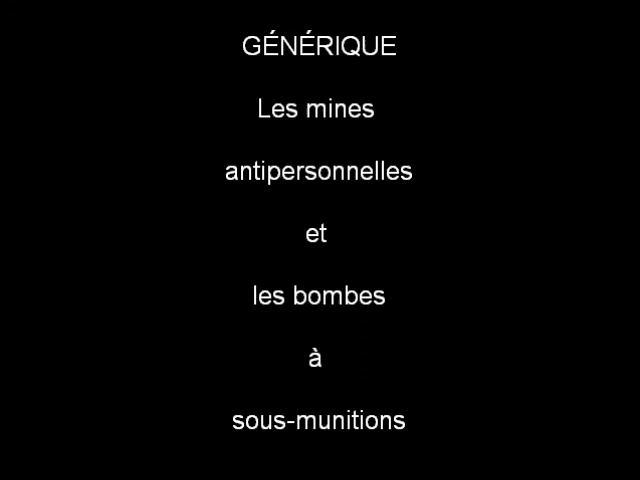 GÉNÉRIQUE
Les mines
antipersonnelles
et
les bombes
à
sous-munitions